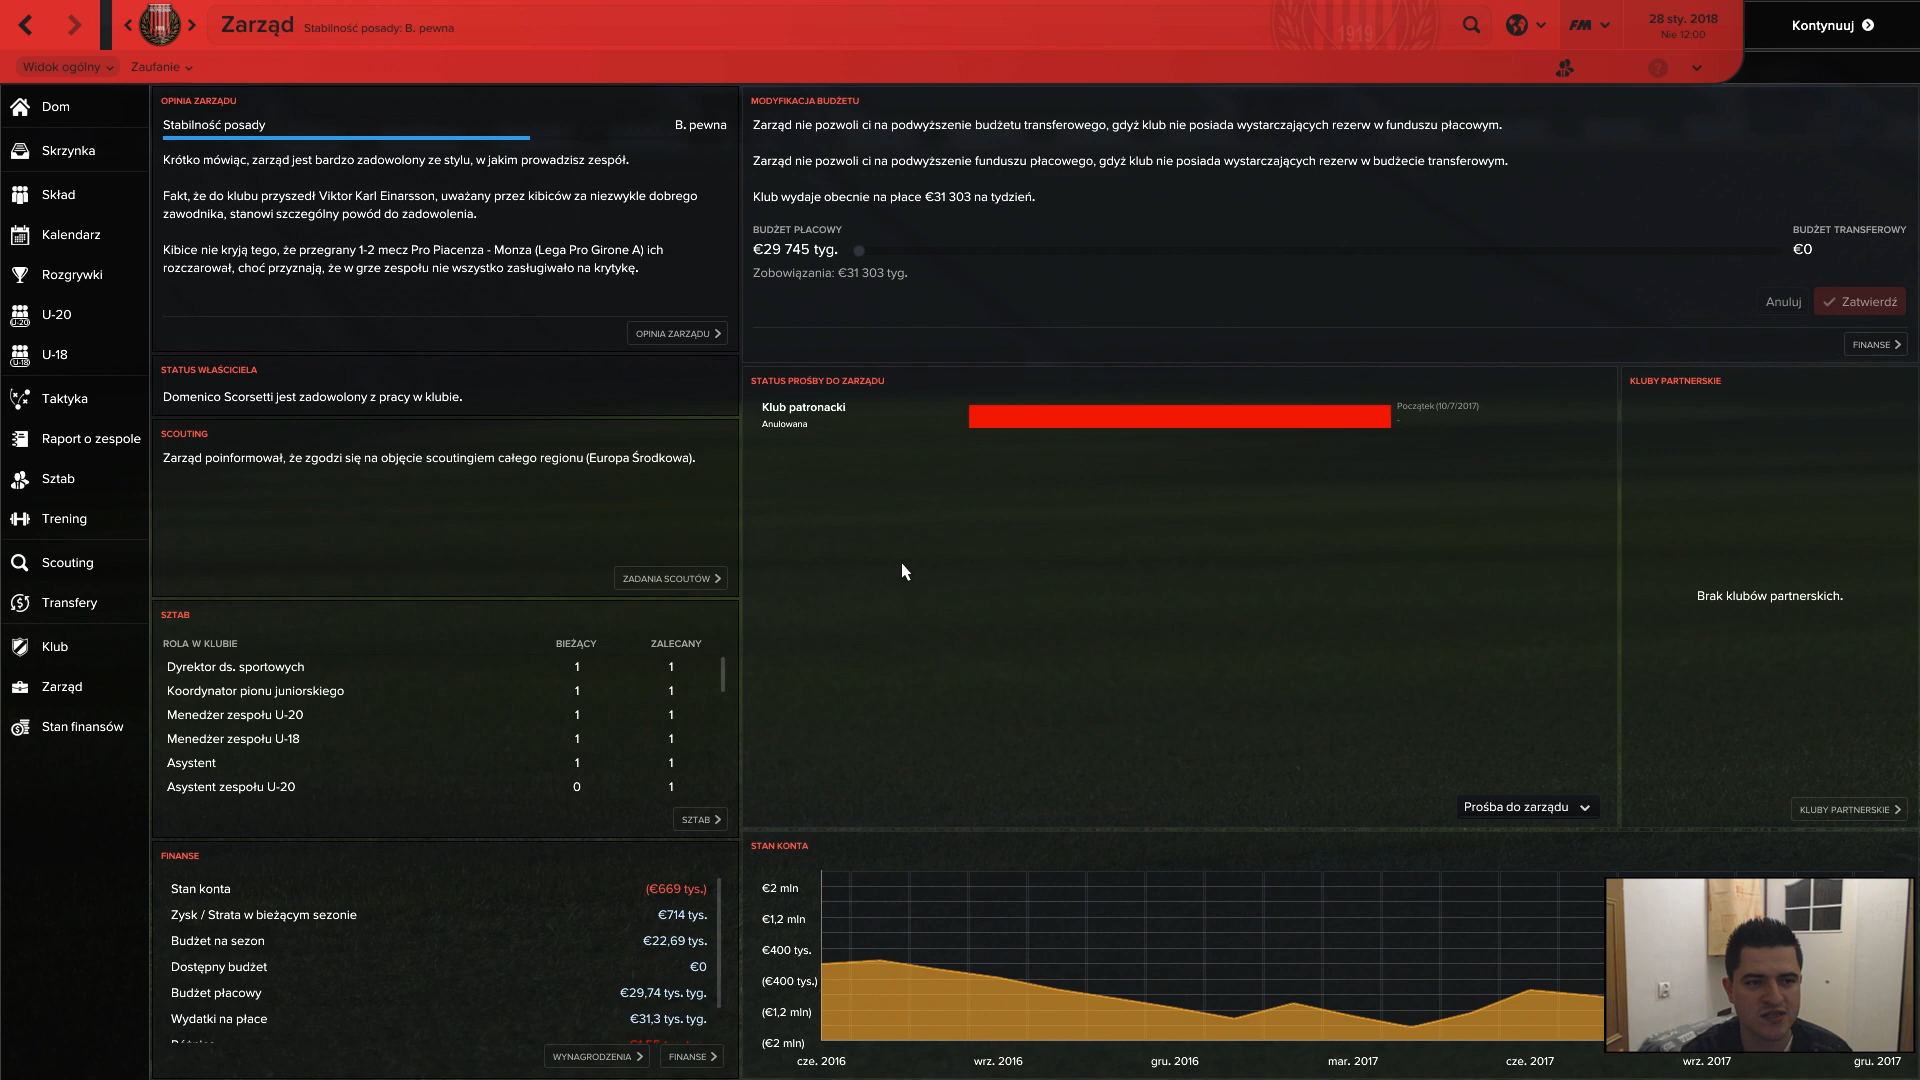 Zarząd
Stabilność posady: B. pewna
1919
FM
28 sty. 2018
Nie 12:00
Kontynuuj
Widok ogólny
Zaufanie
?
Dom
Skrzynka
Skład
Kalendarz
Rozgrywki
U-20
U-20
U-18
U-18
Taktyka
Raport o zespole
Sztab
Trening
Scouting
Transfery
Klub
Zarząd
Stan finansów
OPINIA ZARZĄDU
Stabilność posady B. pewna
Krótko mówiąc, zarząd jest bardzo zadowolony ze stylu, w jakim prowadzisz zespół.
Fakt, że do klubu przyszedł Viktor Karl Einarsson, uważany przez kibiców za niezwykle dobrego
zawodnika, stanowi szczególny powód do zadowolenia.
Kibice nie kryją tego, że przegrany 1-2 mecz Pro Piacenza - Monza (Lega Pro Girone A) ich
rozczarował, choć przyznają, że w grze zespołu nie wszystko zasługiwało na krytykę.
OPINIA ZARZĄDU
STATUS WŁAŚCICIELA
Domenico Scorsetti jest zadowolony z pracy w klubie.
SCOUTING
Zarząd poinformował, że zgodzi się na objęcie scoutingiem całego regionu (Europa Środkowa).
ZADANIA SCOUTÓW
SZTAB
ROLA W KLUBIE BIEŻĄCY ZALECANY
Dyrektor ds. sportowych 1 1
Koordynator pionu juniorskiego 1 1
Menedżer zespołu U-20 1 1
Menedżer zespołu U-18 1 1
Asystent 1 1
Asystent zespołu U-20 0 1
SZTAB
FINANSE
Stan konta (€669 tys.)
Zysk / Strata w bieżącym sezonie €714 tys.
Budżet na sezon €22,69 tys.
Dostępny budżet €0
Budżet płacowy €29,74 tys. tyg.
Wydatki na płace €31,3 tys. tyg.
WYNAGRODZENIA
FINANSE
MODYFIKACJA BUDŻETU
Zarząd nie pozwoli ci na podwyższenie budżetu transferowego, gdyż klub nie posiada wystarczających rezerw w funduszu płacowym.
Zarząd nie pozwoli ci na podwyższenie funduszu płacowego, gdyż klub nie posiada wystarczających rezerw w budżecie transferowym.
Klub wydaje obecnie na płace €31 303 na tydzień.
BUDŻET PŁACOWY BUDŻET TRANSFEROWY
€29 745 tyg. €0
Zobowiązania: €31 303 tyg.
Anuluj Zatwierdź
FINANSE
STATUS PROŚBY DO ZARZĄDU
Klub patronacki
Anulowana
Początek (10/7/2017)
-
Prośba do zarządu
KLUBY PARTNERSKIE
Brak klubów partnerskich.
KLUBY PARTNERSKIE
STAN KONTA
€2 mln
€1,2 mln
€400 tys.
(€400 tys.)
(€1,2 mln)
(€2 mln)
cze. 2016 wrz. 2016 gru. 2016 mar. 2017 cze. 2017 wrz. 2017 gru. 2017